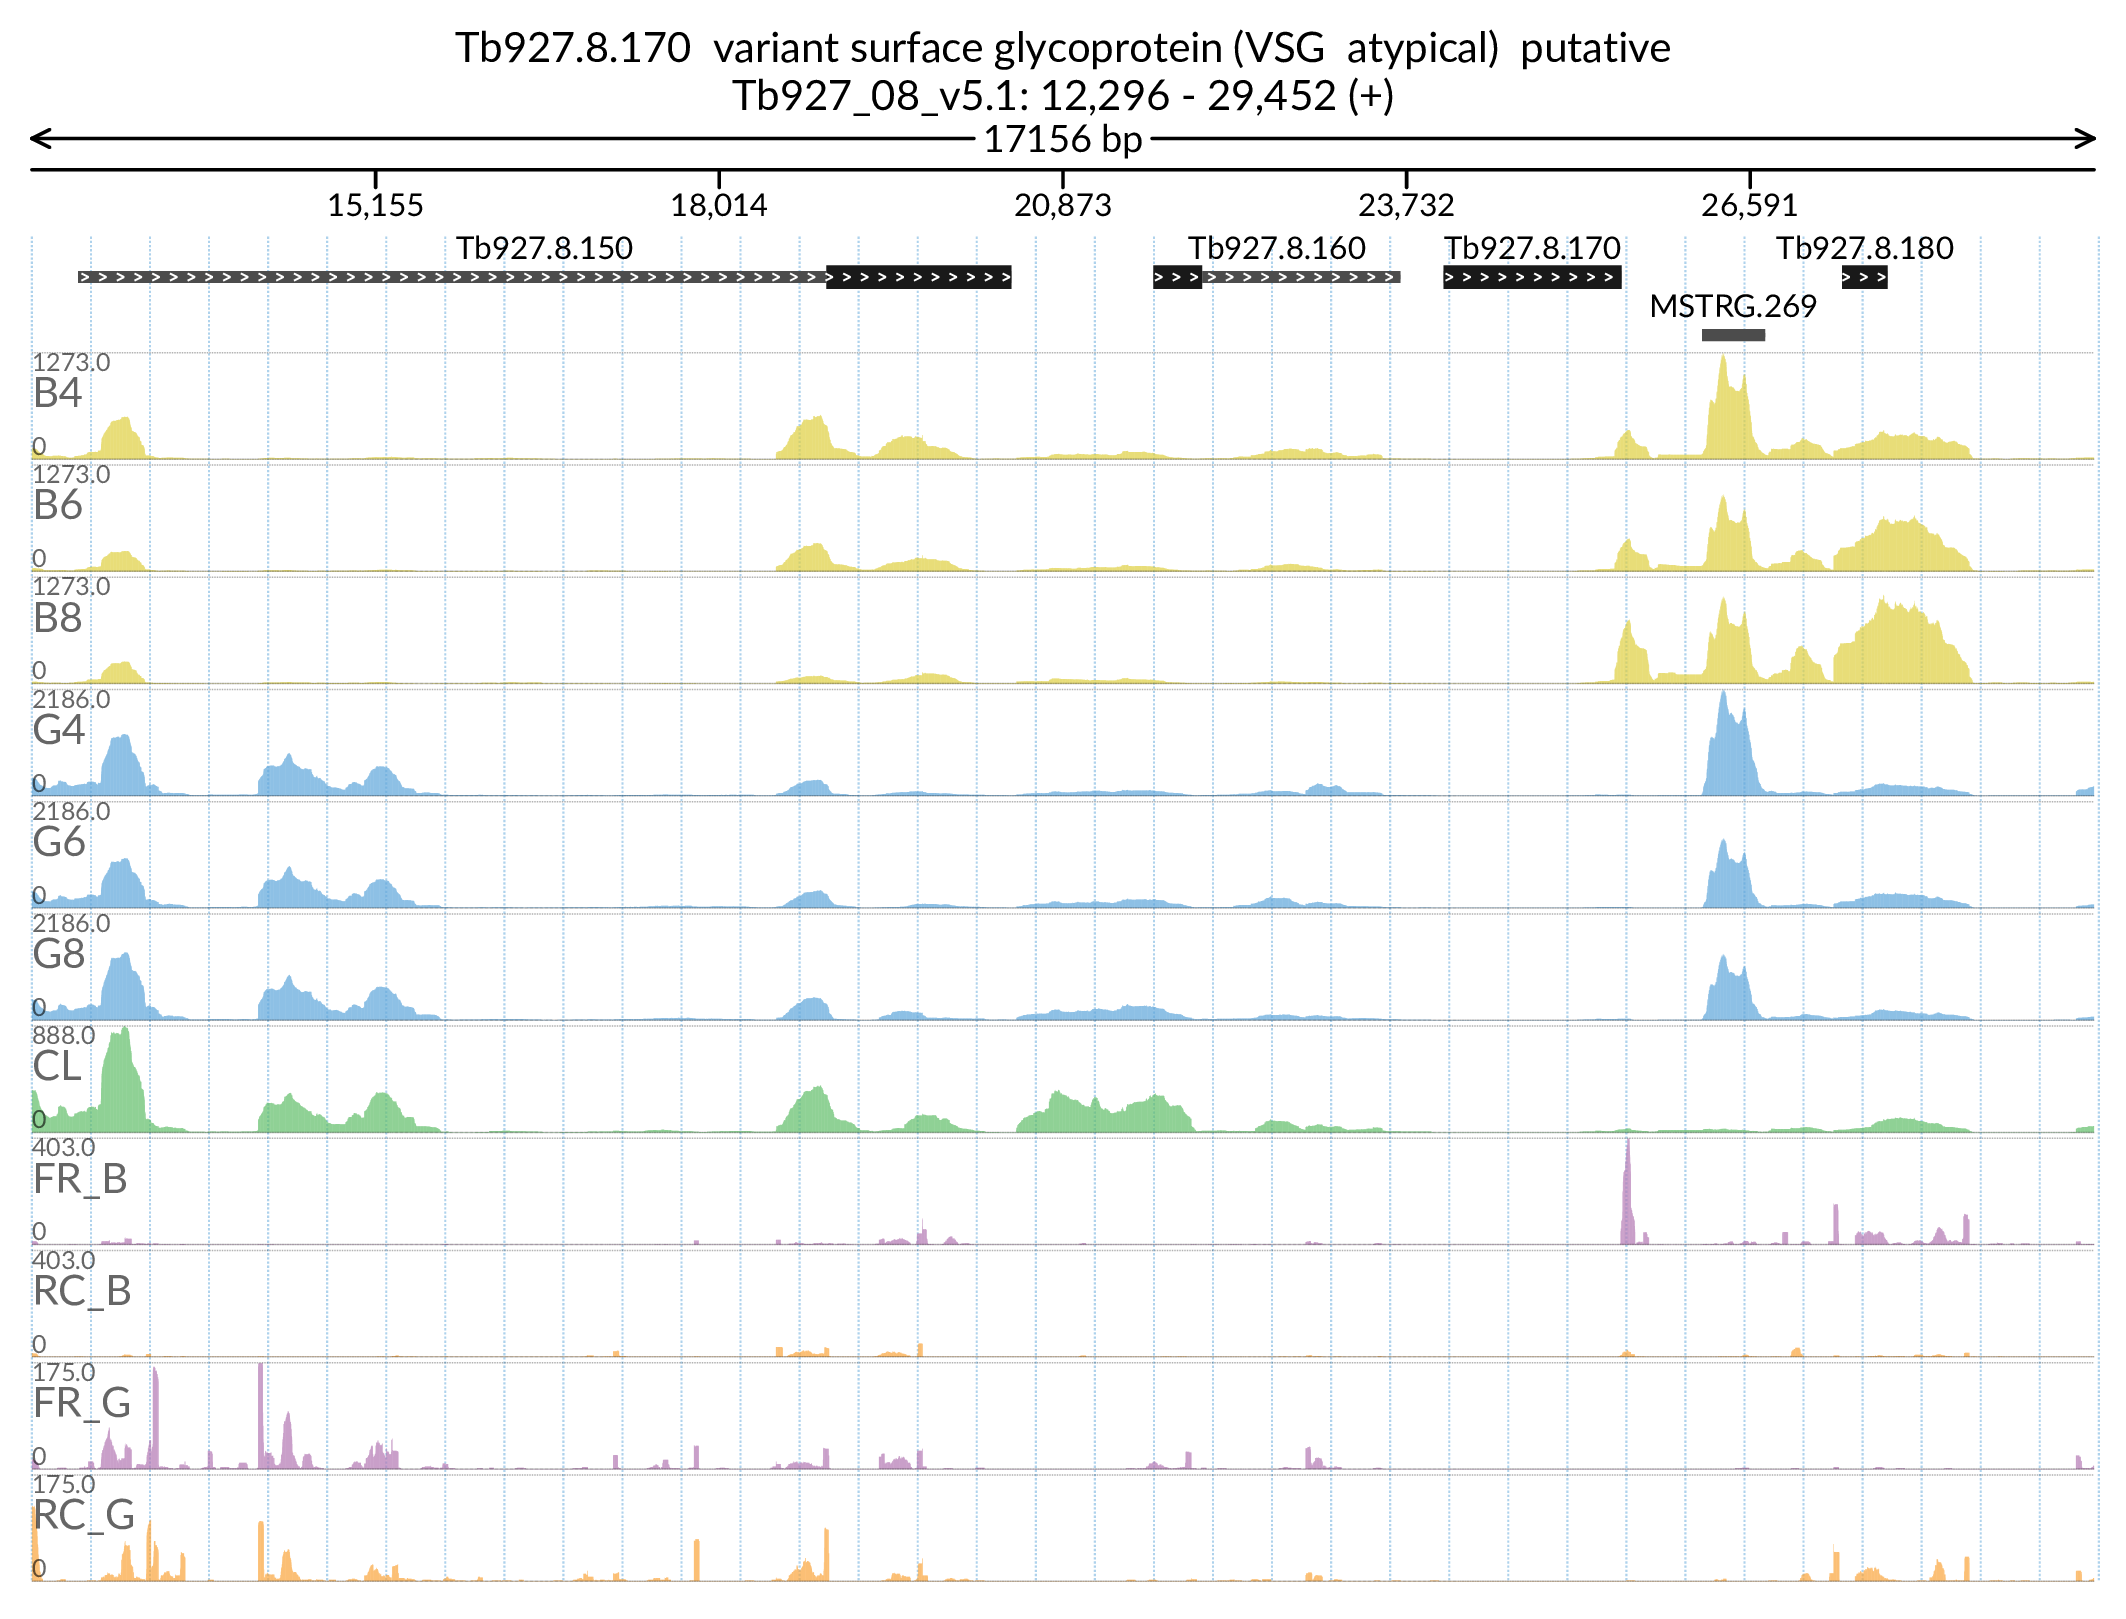 Tb927.8.170 variant surface glycoprotein (VSG atypical) putative
Tb927_08_v5.1: 12,296 - 29,452 (+)
17156 bp
15,155 18,014 20,873 23,732 26,591
Tb927.8.150 Tb927.8.160 Tb927.8.170 Tb927.8.180
MSTRG.269
1273.0
B4
0
1273.0
B6
0
1273.0
B8
0
2186.0
G4
0
2186.0
G6
0
2186.0
G8
0
888.0
CL
0
403.0
FR_B
0
403.0
RC_B
0
175.0
FR_G
0
175.0
RC_G
0